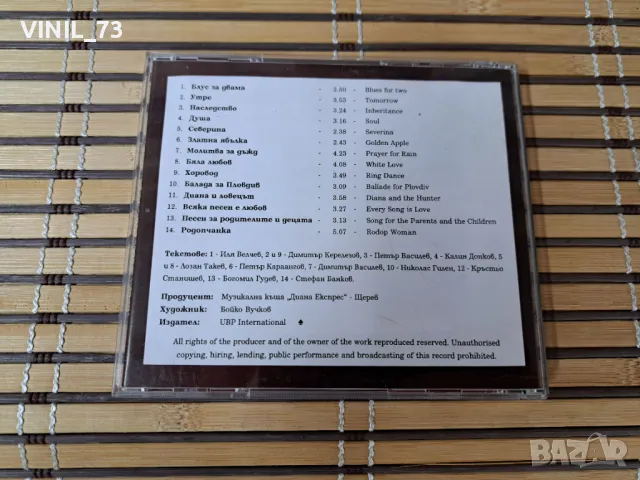 VINIL_73
1. Блус за двама - 3.50 - Blues for two
2. Утре - 3.53 - Tomorrow
3. Наследство - 3.24 - Inheritance
4. Душа - 3.16 - Soul
5. Северина - 2.38 - Severina
6. Златна ябълка - 2.43 - Golden Apple
7. Молитва за дъжд - 4.23 - Prayer for Rain
8. Бяла любов - 4.08 - White Love
9. Хоровод - 3.49 - Ring Dance
10. Балада за Пловдив - 3.09 - Ballade for Plovdiv
11. Диана и ловецът - 3.58 - Diana and the Hunter
12. Всяка песен е любов - 3.27 - Every Song is Love
13. Песен за родителите и децата - 3.13 - Song for the Parents and the Children
14. Родопчанка - 5.07 - Rodop Woman
Текстове: 1 - Иля Велчев, 2 и 9 - Димитър Керелезов, 3 - Петър Василев, 4 - Калин Донков, 5
и 8 - Лозан Такев, 6 - Петър Караангов, 7 - Димитър Василев, 10 - Николас Гилен, 12 - Кръстьо
Станишев, 13 - Богомил Гудев, 14 - Стефан Банков.
Продуцент: Музикална къща „Диана Експрес" - Щерев
Художник: Бойко Вучков
Издател: UBP International
All rights of the producer and of the owner of the work reproduced reserved. Unauthorised
copying, hiring, lending, public performance and broadcasting of this record prohibited.
BAZAR
bg